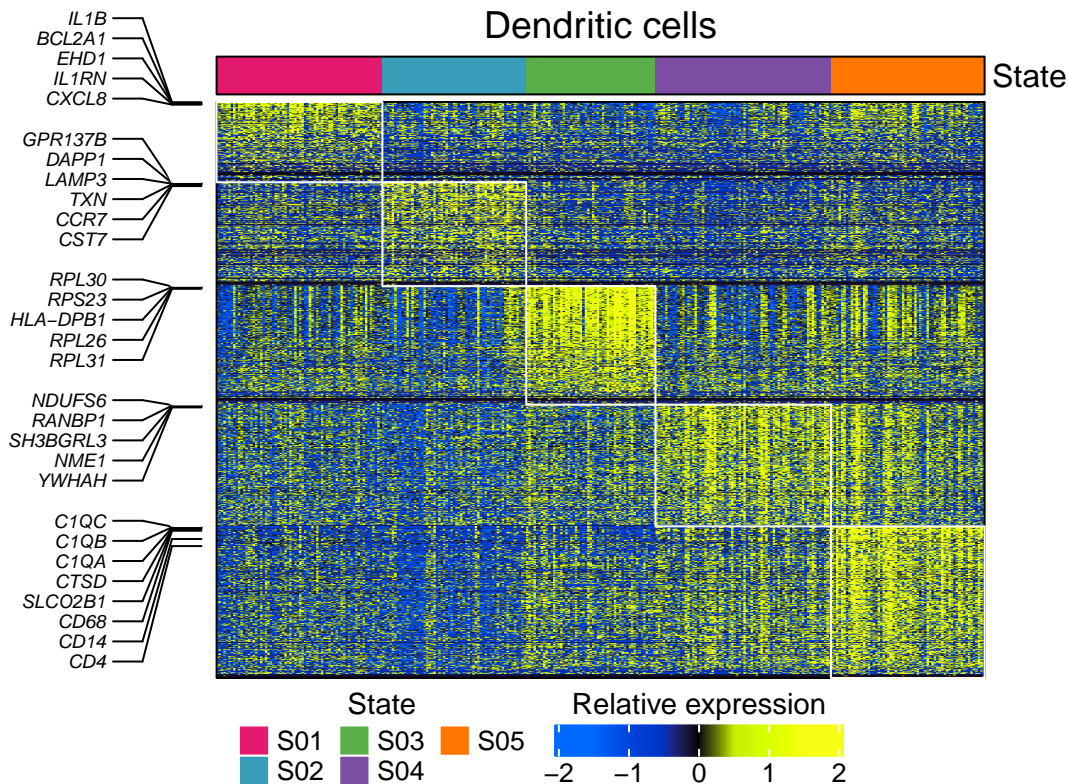 Dendritic cells
State
IL1B
BCL2A1
EHD1
IL1RN
CXCL8
GPR137B
DAPP1
LAMP3
TXN
CCR7
CST7
RPL30
RPS23
HLA−DPB1
RPL26
RPL31
NDUFS6
RANBP1
SH3BGRL3
NME1
YWHAH
C1QC
C1QB
C1QA
CTSD
SLCO2B1
CD68
CD14
CD4
State
S01 S03 S05
S02 S04
Relative expression
−2 −1 0 1 2